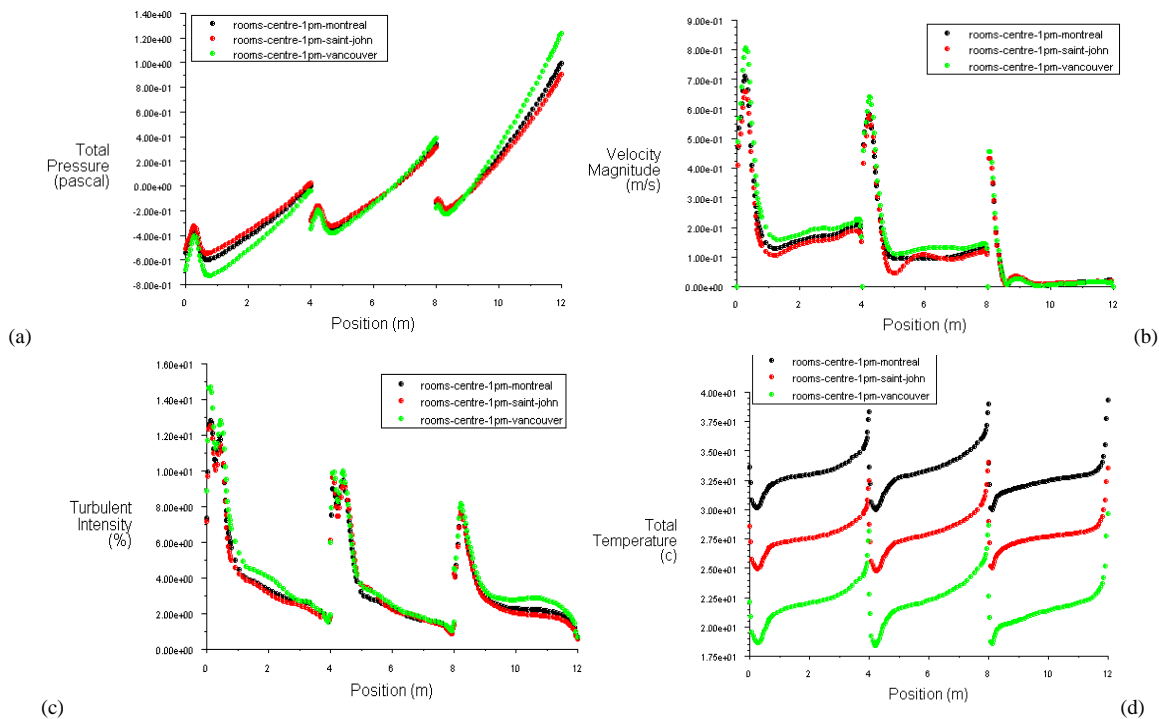 rooms-centre-1pm-montreal
rooms-centre-1pm-saint-john
rooms-centre-1pm-vancouver
1.40e+00
1.20e+00
1.00e+00
8.00e-01
6.00e-01
4.00e-01
2.00e-01
0.00e+00
-2.00e-01
-4.00e-01
-6.00e-01
-8.00e-01
Total
Pressure
(pascal)
0 2 4 6 8 10 12
Position (m)
(a)
rooms-centre-1pm-montreal
rooms-centre-1pm-saint-john
rooms-centre-1pm-vancouver
9.00e-01
8.00e-01
7.00e-01
6.00e-01
5.00e-01
4.00e-01
3.00e-01
2.00e-01
1.00e-01
0.00e+00
Velocity
Magnitude
(m/s)
0 2 4 6 8 10 12
Position (m)
(b)
rooms-centre-1pm-montreal
rooms-centre-1pm-saint-john
rooms-centre-1pm-vancouver
1.60e+01
1.40e+01
1.20e+01
1.00e+01
8.00e+00
6.00e+00
4.00e+00
2.00e+00
0.00e+00
Turbulent
Intensity
(%)
0 2 4 6 8 10 12
Position (m)
(c)
rooms-centre-1pm-montreal
rooms-centre-1pm-saint-john
rooms-centre-1pm-vancouver
4.00e+01
3.75e+01
3.50e+01
3.25e+01
3.00e+01
2.75e+01
2.50e+01
2.25e+01
2.00e+01
1.75e+01
Total
Temperature
(c)
0 2 4 6 8 10 12
Position (m)
(d)